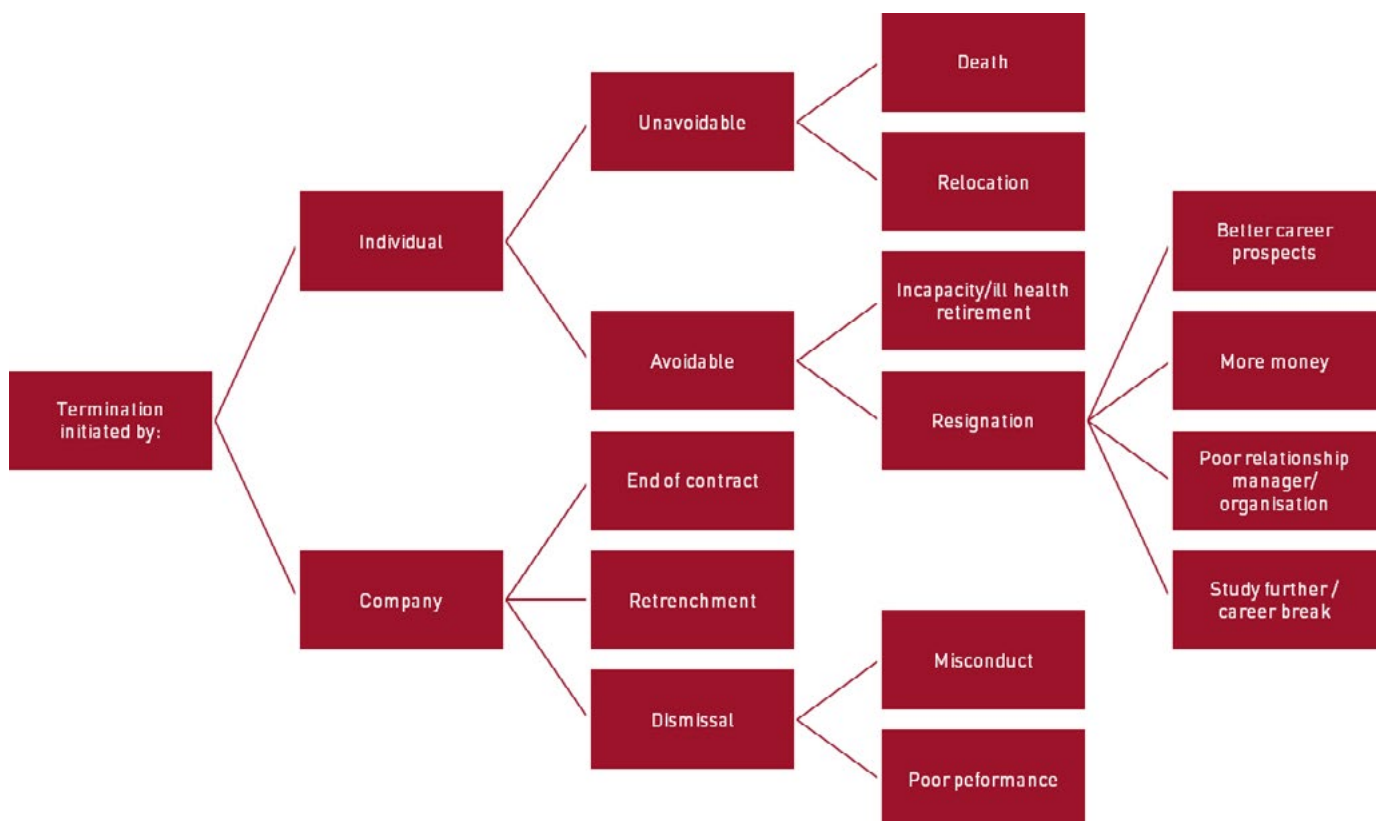 Death
Unavoidable
Relocation
Individual
Better career
prospects
Incapacity/ill health
retirement
Avoidable
More money
Termination
initiated by:
Resignation
End of contract
Poor relationship
manager/
organisation
Company
Retrenchment
Study further /
career break
Misconduct
Dismissal
Poor peformance